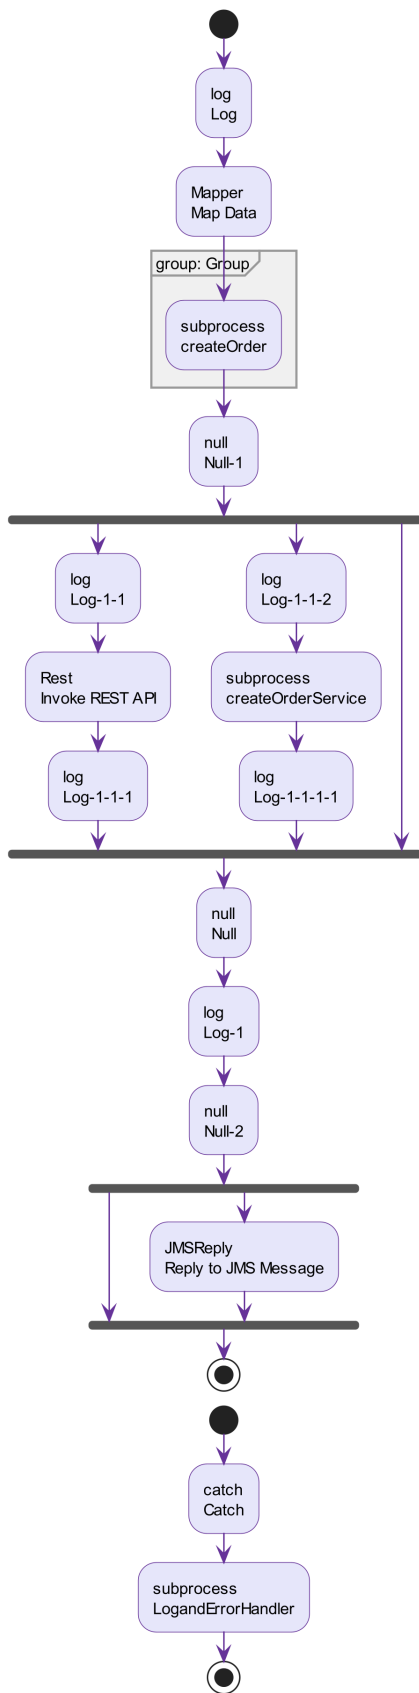 log
Log
Mapper
Map Data
group: Group
subprocess
createOrder
null
Null-1
log
Log-1-1
Rest
Invoke REST API
log
Log-1-1-1
log
Log-1-1-2
subprocess
createOrderService
log
Log-1-1-1-1
null
Null
log
Log-1
null
Null-2
JMSReply
Reply to JMS Message
catch
Catch
subprocess
LogandErrorHandler